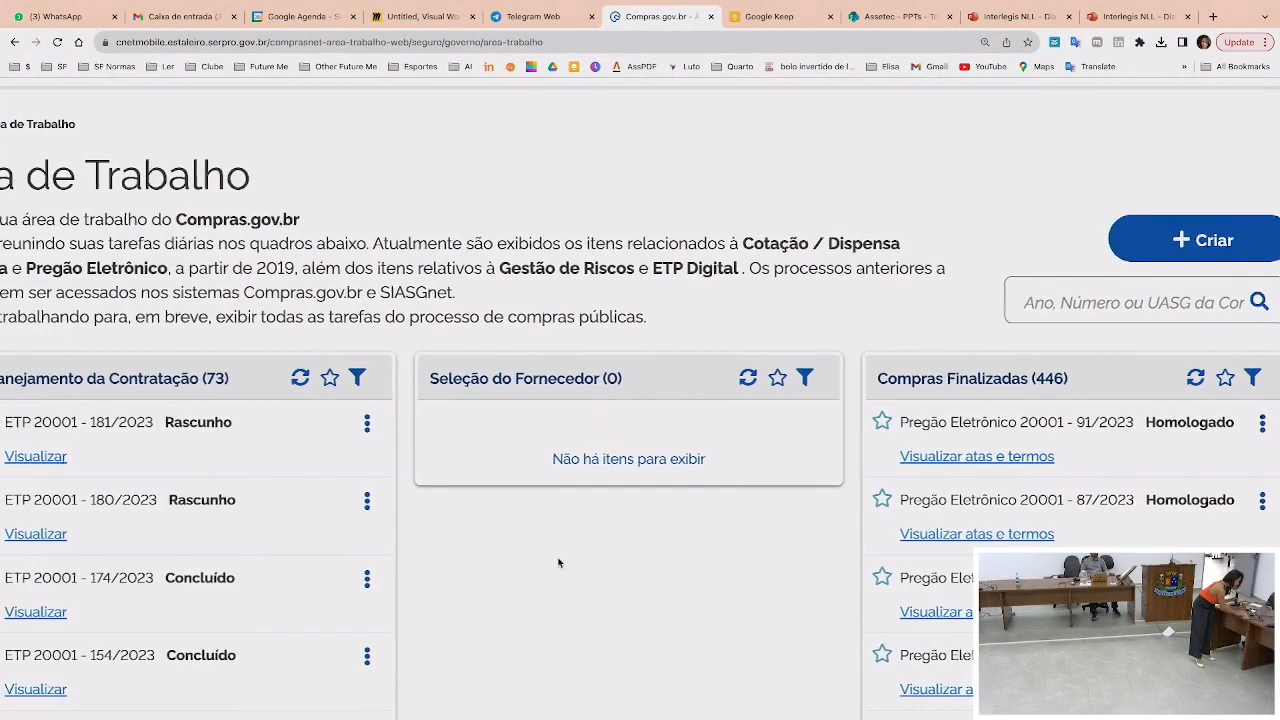 (3) WhatsApp
Caixa de entrada (2
Google Agenda - S
Untitled, Visual Wo
Telegram Web
Compras.gov.br - A
Google Keep
Assetec - PPTs - T
Interlegis NLL - Dia
Interlegis NLL - Dia
cnetmobile.estaleiro.serpro.gov.br/comprasnet-area-trabalho-web/seguro/governo/area-trabalho
Update
$
SF
SF Normas
Ler
Clube
Future Me
Other Future Me
Esportes
AI
AssPDF
Luto
Quarto
bolo invertido de l...
Elisa
Gmail
YouTube
Maps
Translate
»
All Bookmarks
a de Trabalho
a de Trabalho
ua área de trabalho do Compras.gov.br
reunindo suas tarefas diárias nos quadros abaixo. Atualmente são exibidos os itens relacionados à Cotação / Dispensa
a e Pregão Eletrônico, a partir de 2019, além dos itens relativos à Gestão de Riscos e ETP Digital . Os processos anteriores a
em ser acessados nos sistemas Compras.gov.br e SIASGnet.
trabalhando para, em breve, exibir todas as tarefas do processo de compras públicas.
+ Criar
Ano, Número ou UASG da Cor
anejamento da Contratação (73)
ETP 20001 - 181/2023 Rascunho
Visualizar
ETP 20001 - 180/2023 Rascunho
Visualizar
ETP 20001 - 174/2023 Concluído
Visualizar
ETP 20001 - 154/2023 Concluído
Visualizar
Seleção do Fornecedor (0)
Não há itens para exibir
Compras Finalizadas (446)
Pregão Eletrônico 20001 - 91/2023 Homologado
Visualizar atas e termos
Pregão Eletrônico 20001 - 87/2023 Homologado
Visualizar atas e termos
Pregão Elet
Visualizar a
Pregão Elet
Visualizar a